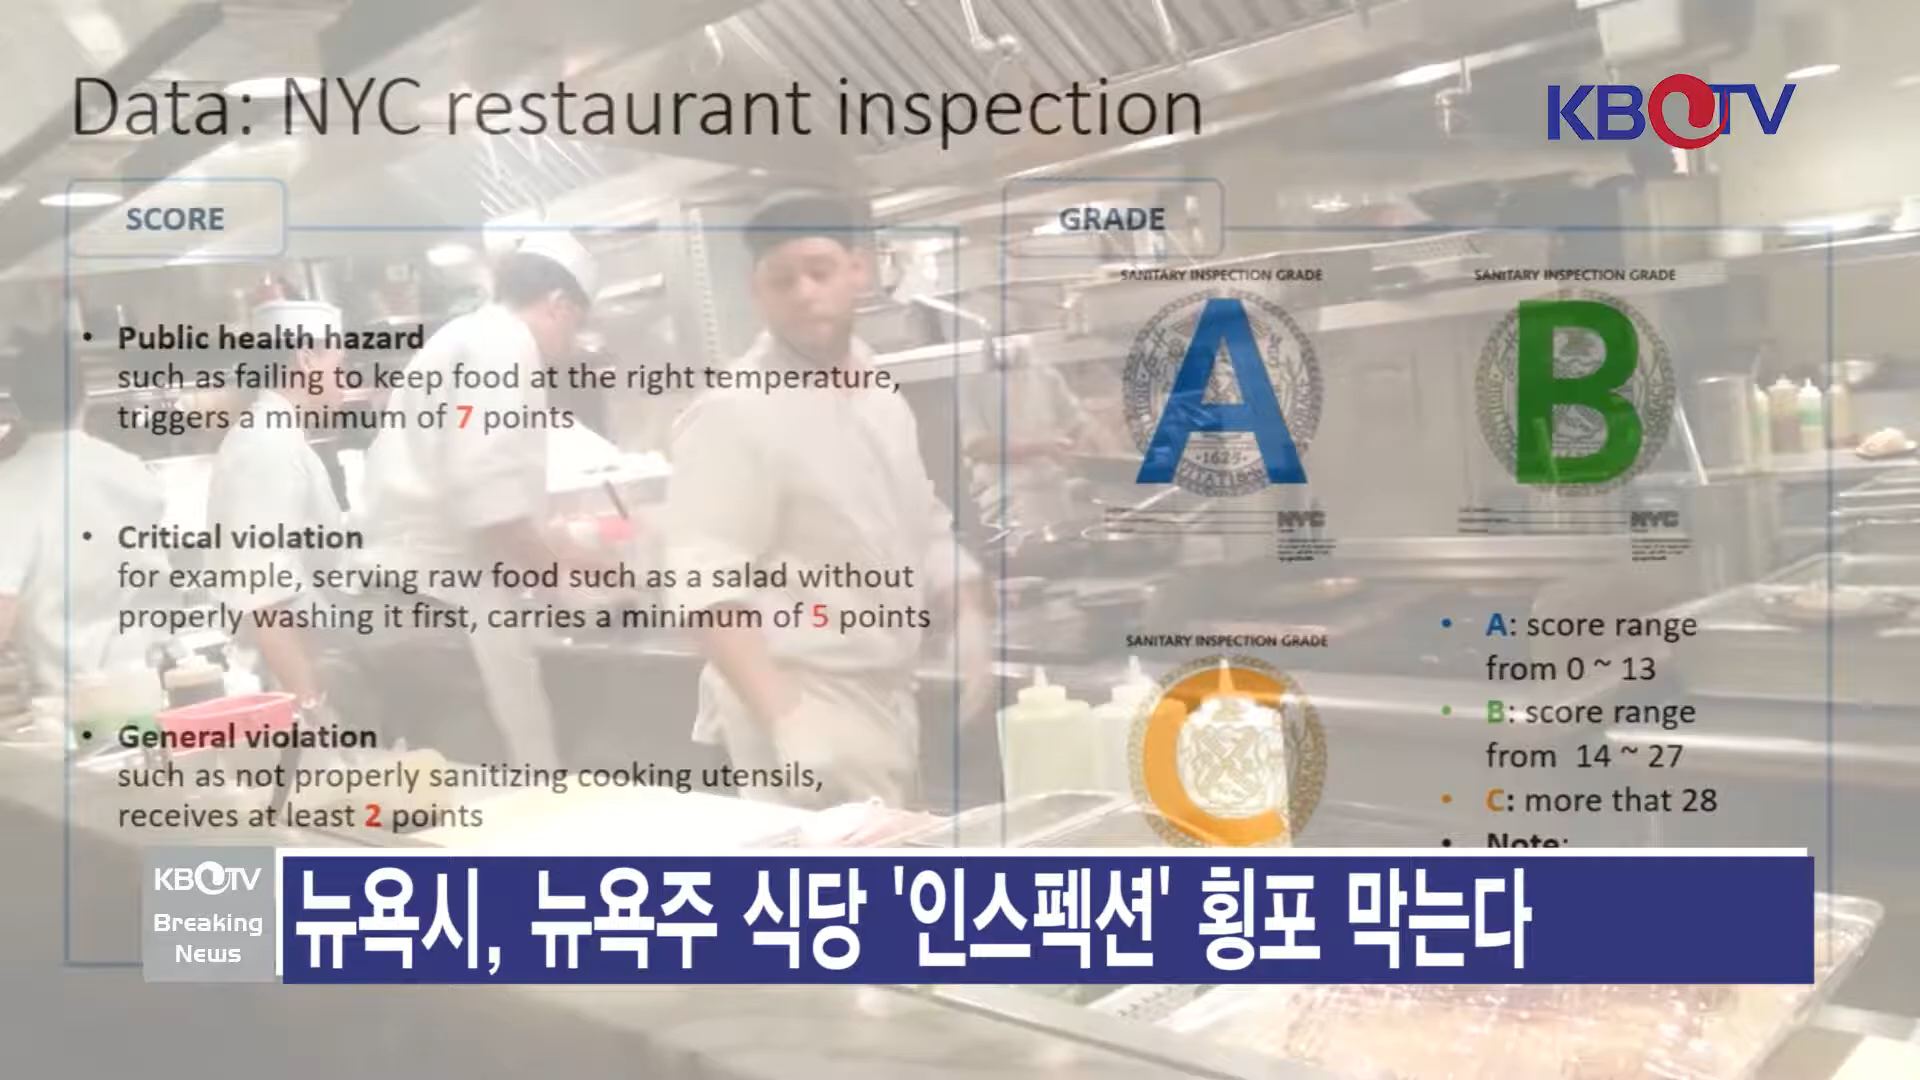 Data: NYC restaurant inspection
KBTV
SCORE
• Public health hazard
such as failing to keep food at the right temperature,
triggers a minimum of 7 points
• Critical violation
for example, serving raw food such as a salad without
properly washing it first, carries a minimum of 5 points
• General violation
such as not properly sanitizing cooking utensils,
receives at least 2 points
GRADE
SANITARY INSPECTION GRADE
A
·1625·
NYC
SANITARY INSPECTION GRADE
B
NYC
SANITARY INSPECTION GRADE
C
• A: score range
from 0 ~ 13
• B: score range
from 14 ~ 27
• C: more that 28
• Note:
KBTV
Breaking
News
뉴욕시, 뉴욕주 식당 '인스펙션' 횡포 막는다